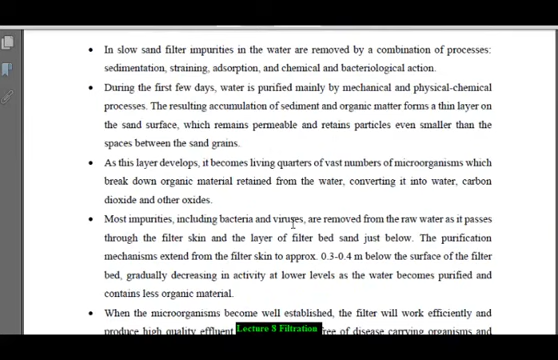 • In slow sand filter impurities in the water are removed by a combination of processes:
sedimentation, straining, adsorption, and chemical and bacteriological action.
• During the first few days, water is purified mainly by mechanical and physical-chemical
processes. The resulting accumulation of sediment and organic matter forms a thin layer on
the sand surface, which remains permeable and retains particles even smaller than the
spaces between the sand grains.
• As this layer develops, it becomes living quarters of vast numbers of microorganisms which
break down organic material retained from the water, converting it into water, carbon
dioxide and other oxides.
• Most impurities, including bacteria and viruses, are removed from the raw water as it passes
through the filter skin and the layer of filter bed sand just below. The purification
mechanisms extend from the filter skin to approx. 0.3-0.4 m below the surface of the filter
bed, gradually decreasing in activity at lower levels as the water becomes purified and
contains less organic material.
• When the microorganisms become well established, the filter will work efficiently and
produce high quality effluent free of disease carrying organisms and
Lecture 8 Filtration